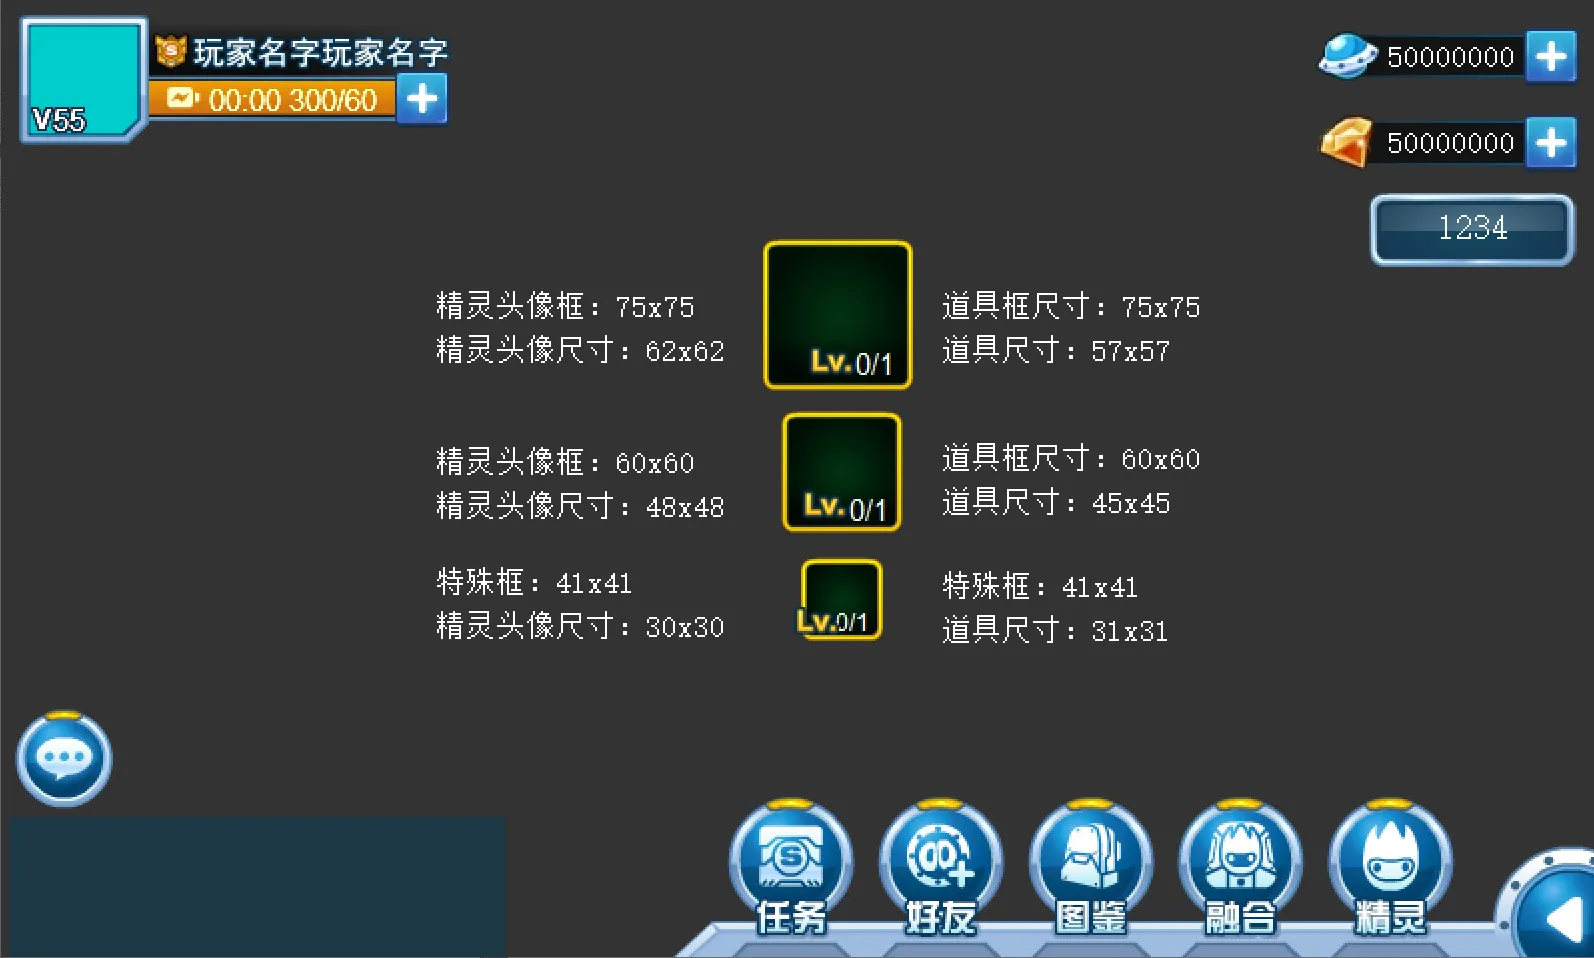 玩家名字玩家名字
V55
00:00 300/60
50000000
50000000
1234
精灵头像框：75x75
精灵头像尺寸：62x62
Lv.0/1
道具框尺寸：75x75
道具尺寸：57x57
精灵头像框：60x60
精灵头像尺寸：48x48
Lv.0/1
道具框尺寸：60x60
道具尺寸：45x45
特殊框：41x41
精灵头像尺寸：30x30
Lv.0/1
特殊框：41x41
道具尺寸：31x31
任务
好友
图鉴
融合
精灵